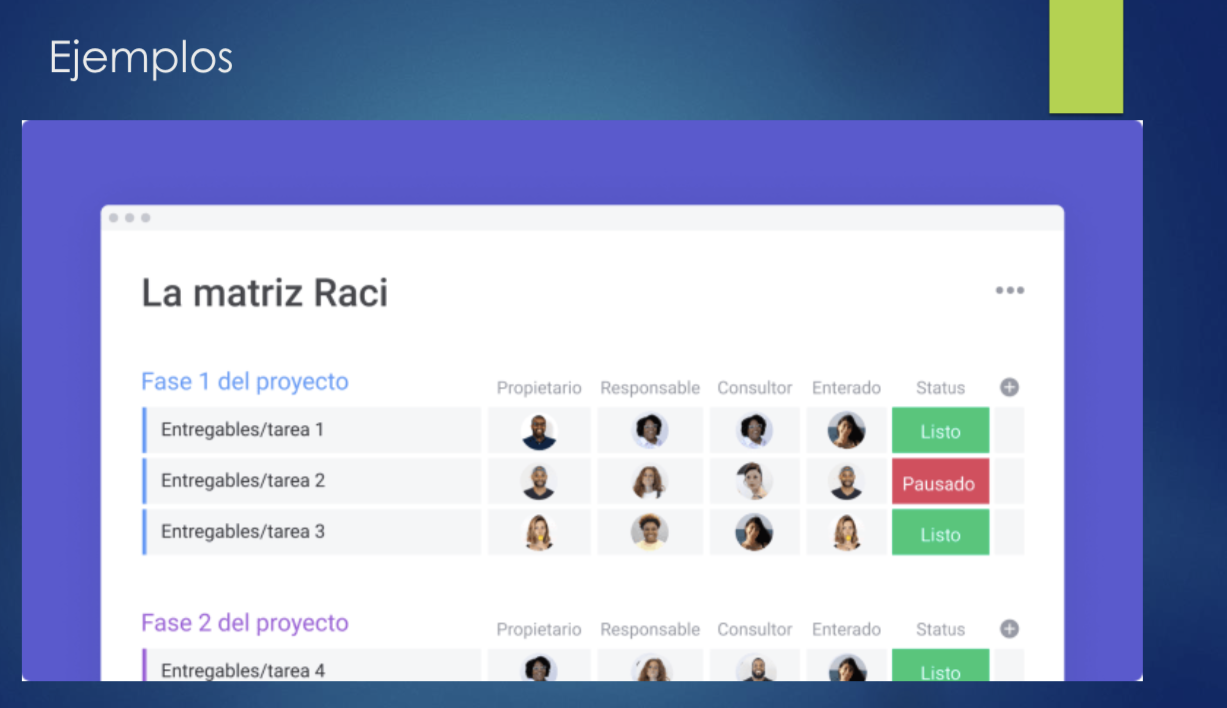 Ejemplos
La matriz Raci
Fase 1 del proyecto Propietario Responsable Consultor Enterado Status
Entregables/tarea 1 Listo
Entregables/tarea 2 Pausado
Entregables/tarea 3 Listo
Fase 2 del proyecto Propietario Responsable Consultor Enterado Status
Entregables/tarea 4 Listo